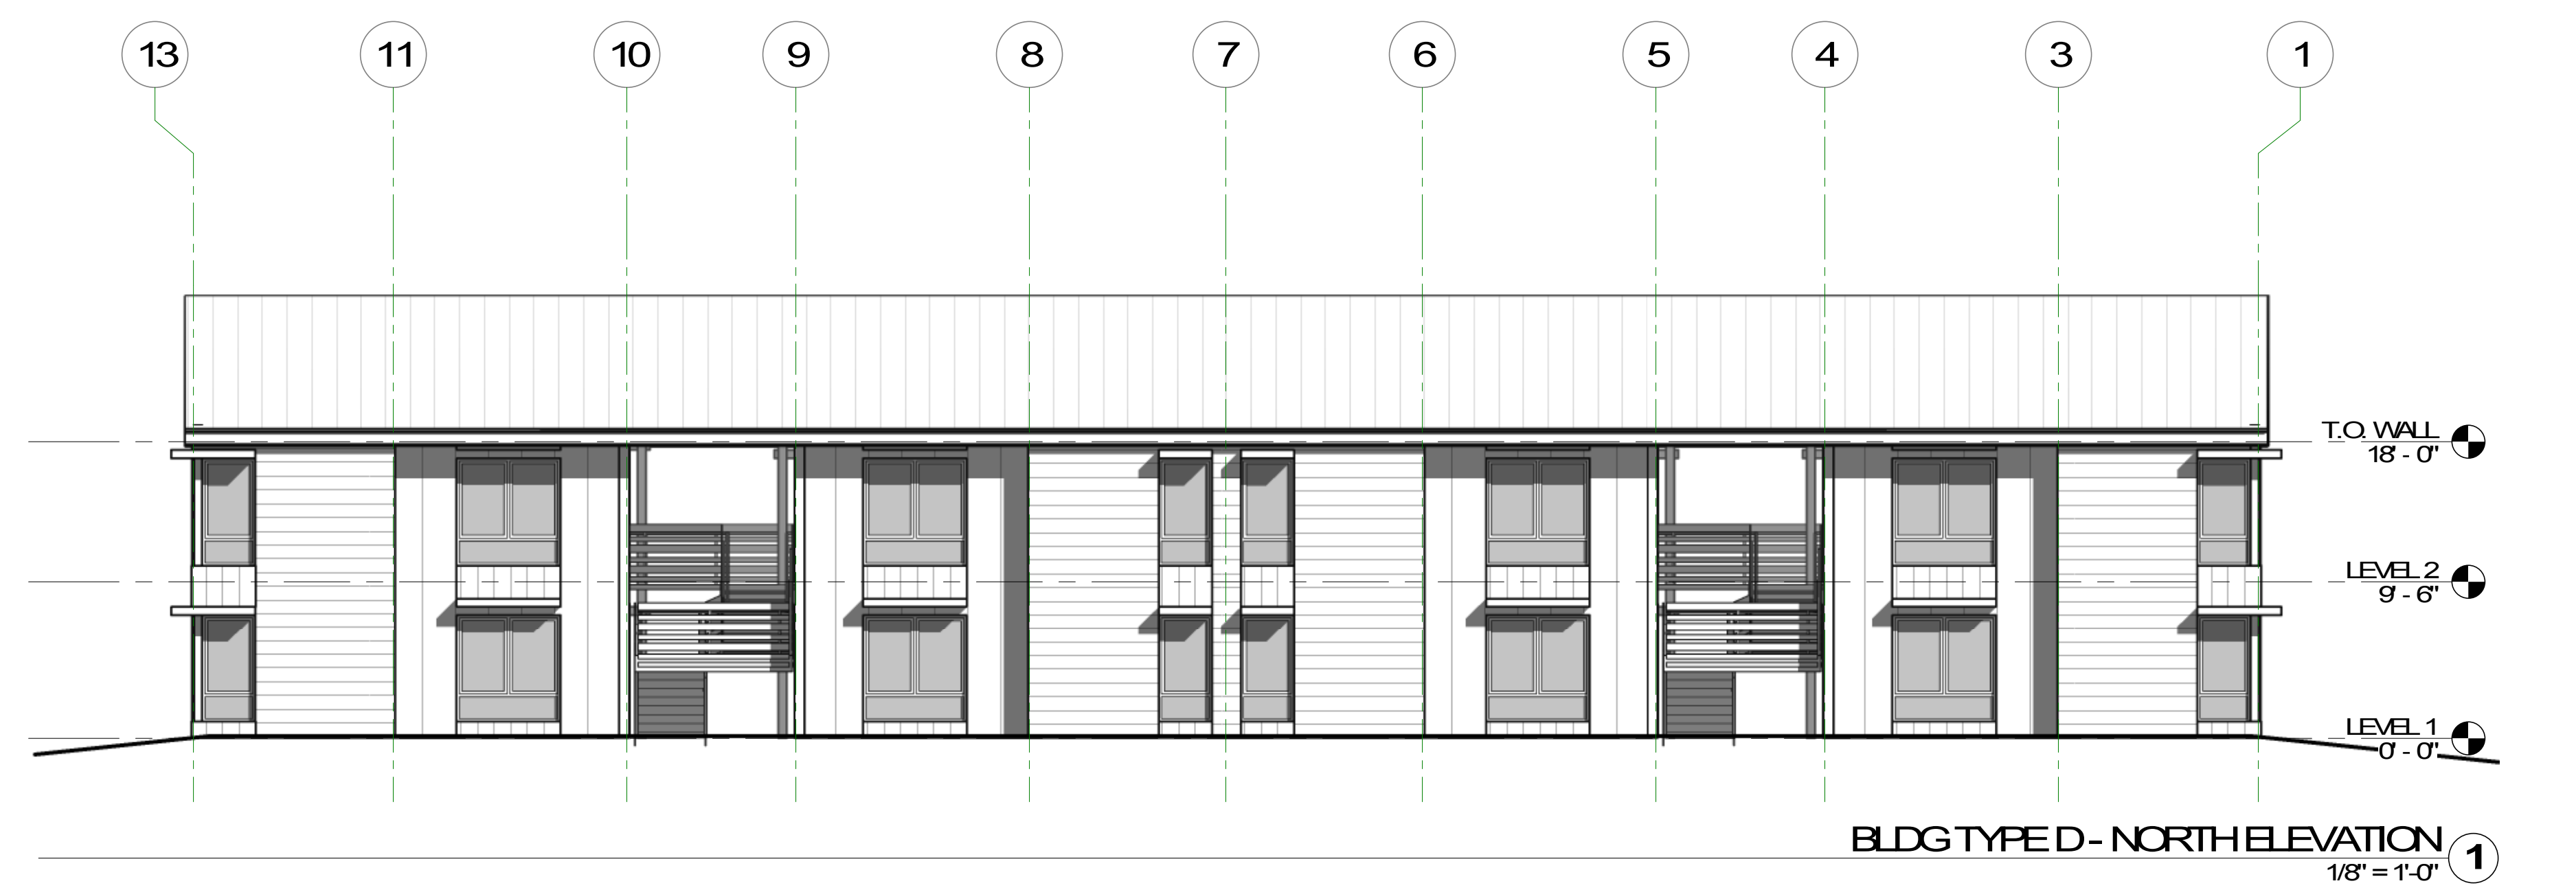 13 11 10 9 8 7 6 5 4 3 1
T.O. WALL
18' - 0"
LEVEL 2
9' - 6"
LEVEL 1
0' - 0"
BLDG TYPE D - NORTH ELEVATION
1
1/8" = 1'-0"